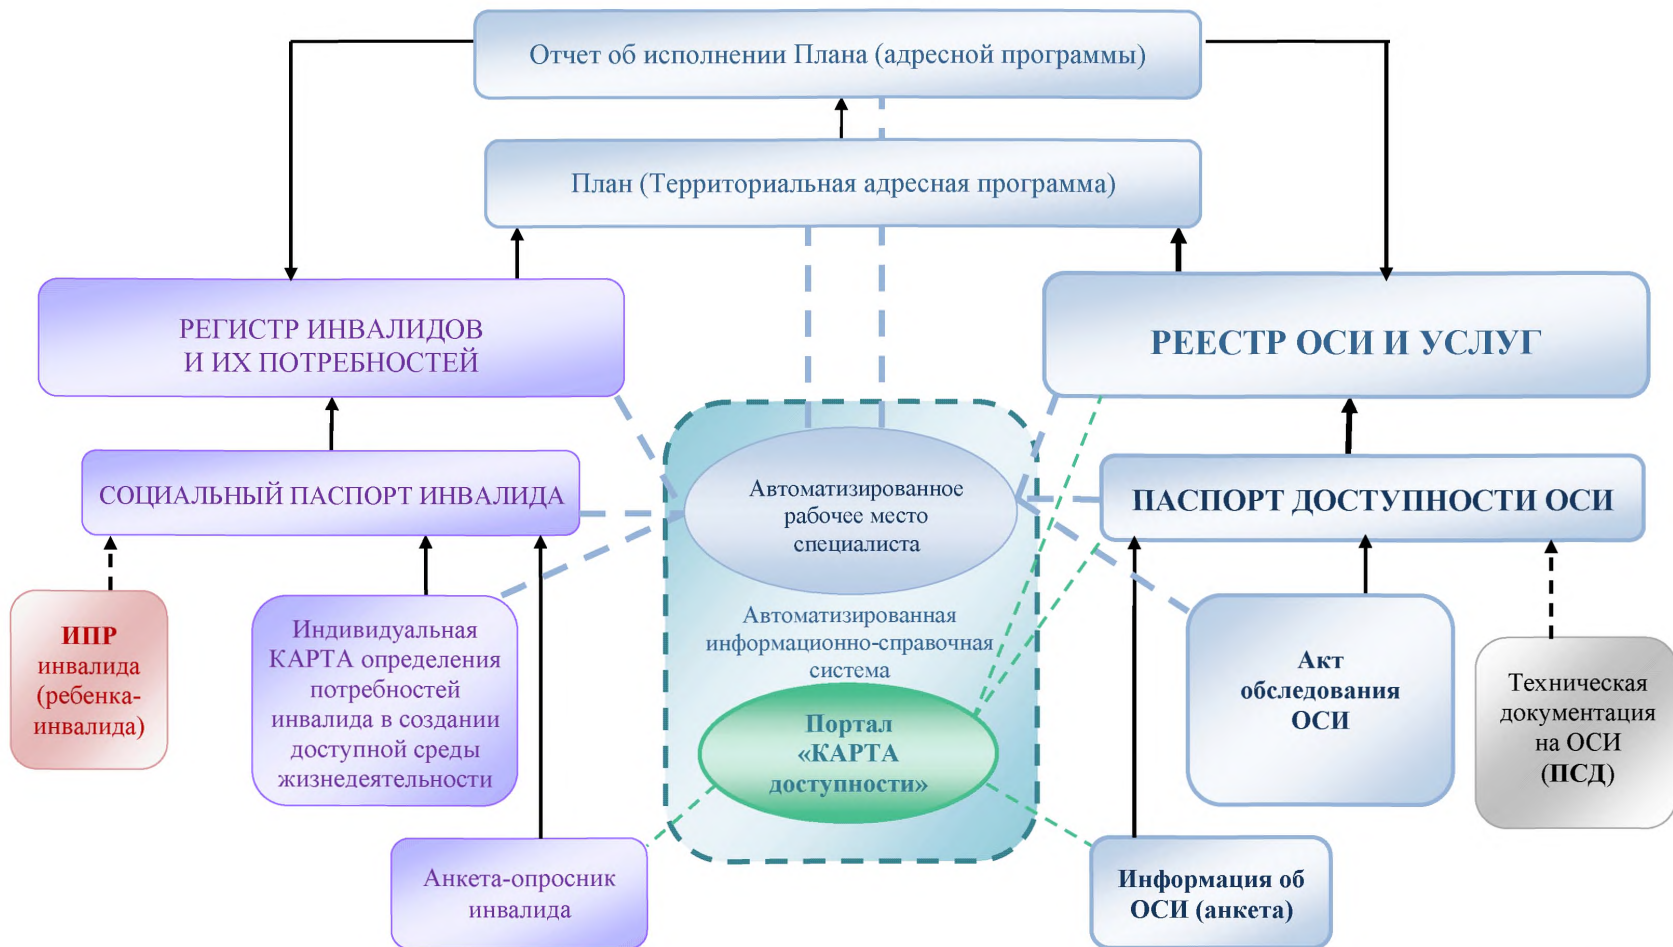 Отчет об исполнении Плана (адресной программы)
План (Территориальная адресная программа)
РЕГИСТР ИНВАЛИДОВ
И ИХ ПОТРЕБНОСТЕЙ
РЕЕСТР ОСИ И УСЛУГ
СОЦИАЛЬНЫЙ ПАСПОРТ ИНВАЛИДА
Автоматизированное
рабочее место
специалиста
ПАСПОРТ ДОСТУПНОСТИ ОСИ
ИПР
инвалида
(ребенка-
инвалида)
Индивидуальная
КАРТА определения
потребностей
инвалида в создании
доступной среды
жизнедеятельности
Автоматизированная
информационно-справочная
система
Портал
«КАРТА
доступности»
Акт
обследования
ОСИ
Техническая
документация
на ОСИ
(ПСД)
Анкета-опросник
инвалида
Информация об
ОСИ (анкета)